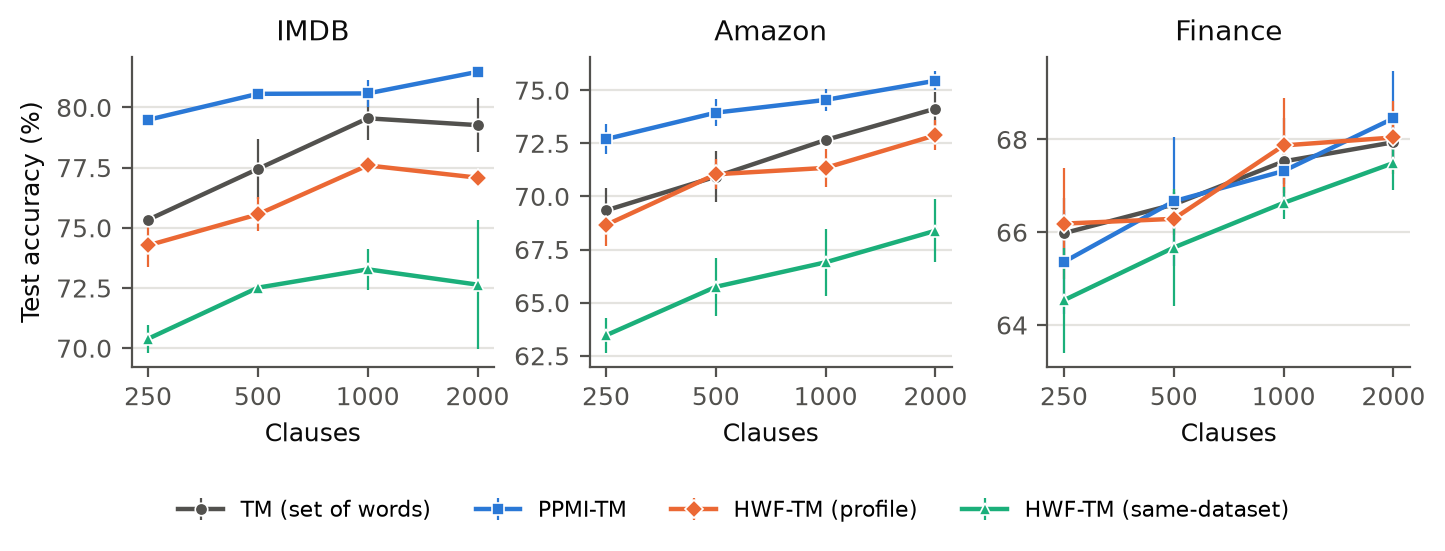 IMDB
Amazon
Finance
Test accuracy (%)
80.0
77.5
75.0
72.5
70.0
250
500
1000
2000
Clauses
75.0
72.5
70.0
67.5
65.0
62.5
250
500
1000
2000
Clauses
68
66
64
250
500
1000
2000
Clauses
TM (set of words)
PPMI-TM
HWF-TM (profile)
HWF-TM (same-dataset)